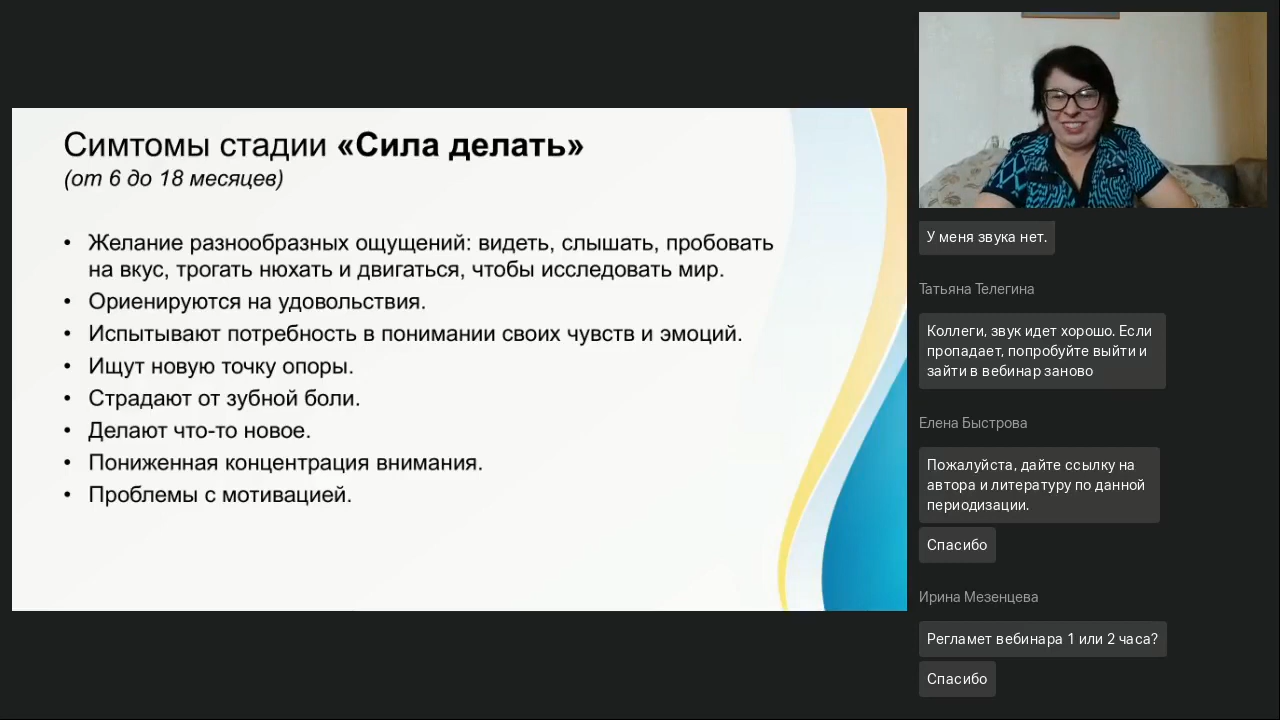 Симтомы стадии «Сила делать»
(от 6 до 18 месяцев)
• Желание разнообразных ощущений: видеть, слышать, пробовать
на вкус, трогать нюхать и двигаться, чтобы исследовать мир.
• Ориенируются на удовольствия.
• Испытывают потребность в понимании своих чувств и эмоций.
• Ищут новую точку опоры.
• Страдают от зубной боли.
• Делают что-то новое.
• Пониженная концентрация внимания.
• Проблемы с мотивацией.
У меня звука нет.
Татьяна Телегина
Коллеги, звук идет хорошо. Если
пропадает, попробуйте выйти и
зайти в вебинар заново
Елена Быстрова
Пожалуйста, дайте ссылку на
автора и литературу по данной
периодизации.
Спасибо
Ирина Мезенцева
Регламет вебинара 1 или 2 часа?
Спасибо